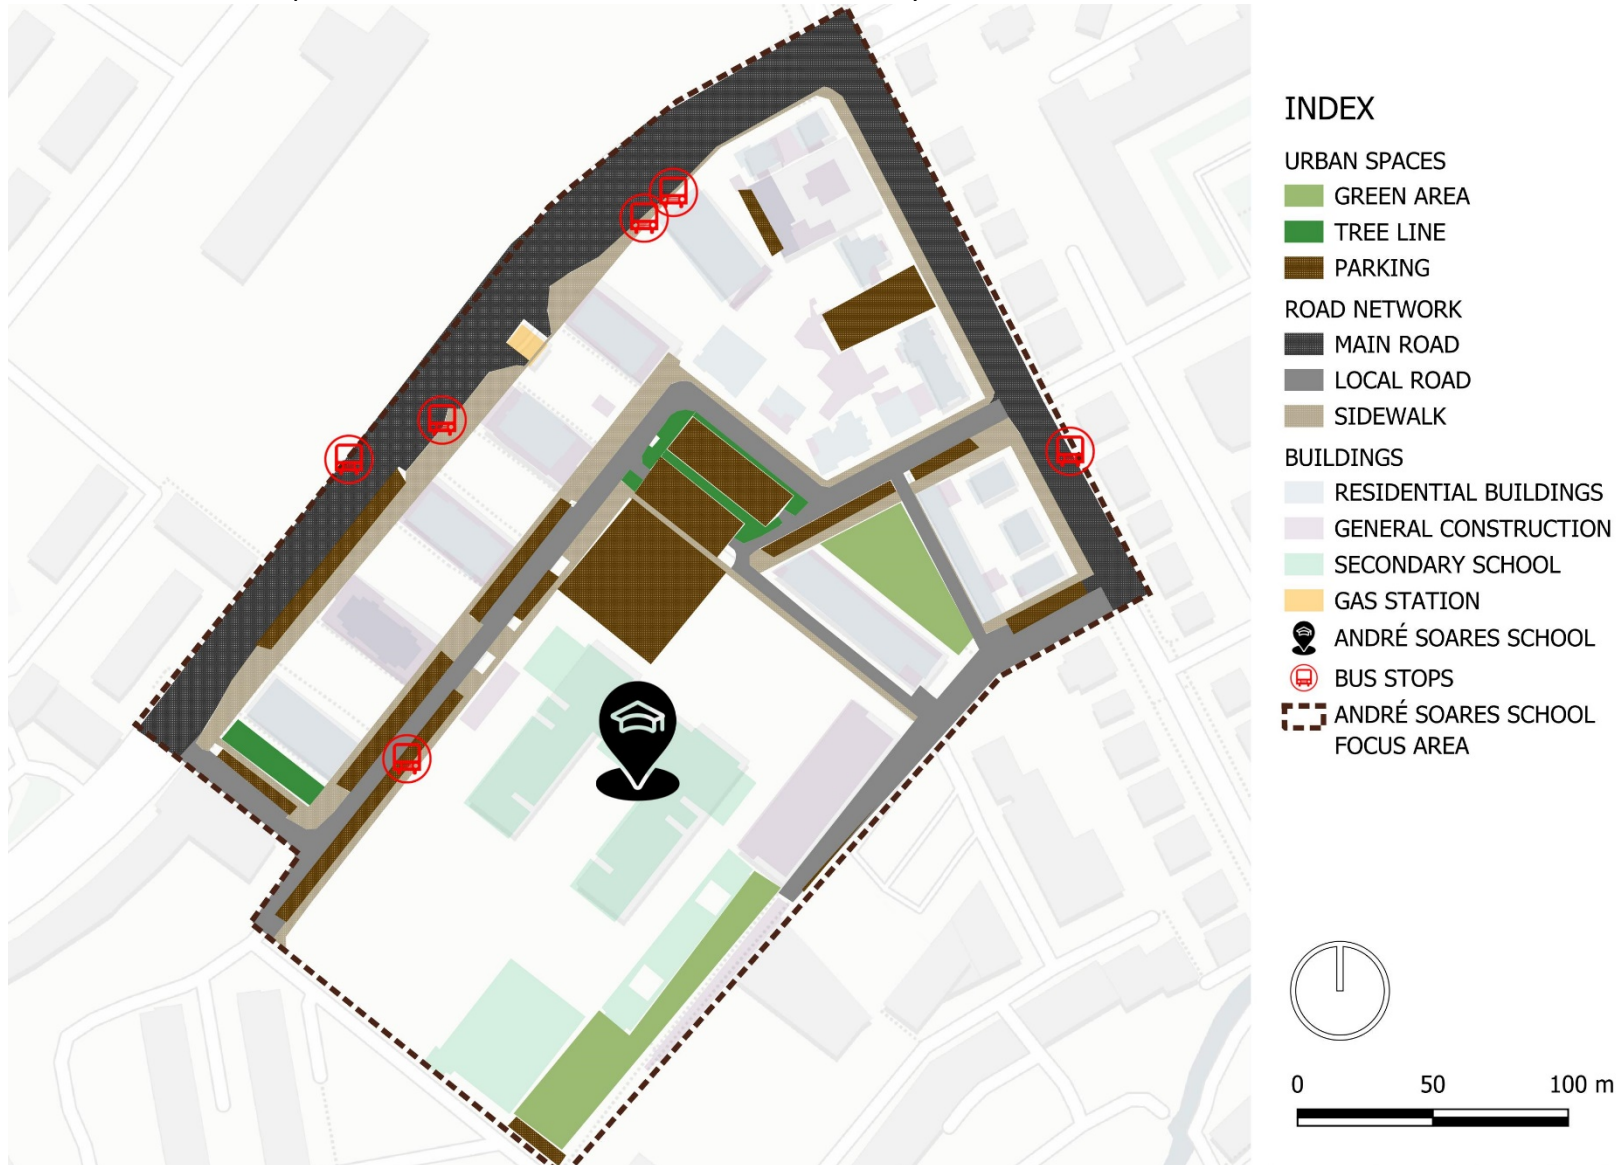 INDEX
URBAN SPACES
GREEN AREA
TREE LINE
PARKING
ROAD NETWORK
MAIN ROAD
LOCAL ROAD
SIDEWALK
BUILDINGS
RESIDENTIAL BUILDINGS
GENERAL CONSTRUCTION
SECONDARY SCHOOL
GAS STATION
ANDRÉ SOARES SCHOOL
BUS STOPS
ANDRÉ SOARES SCHOOL
FOCUS AREA
0 50 100 m